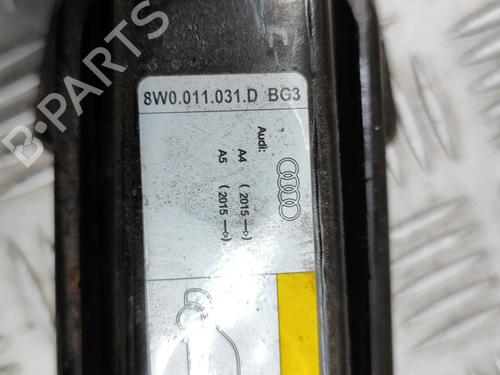 8W0.011.031.D BG3
Audi:
A4 ( 2015 —▷)
A5 ( 2015 —▷)
B-PARTS